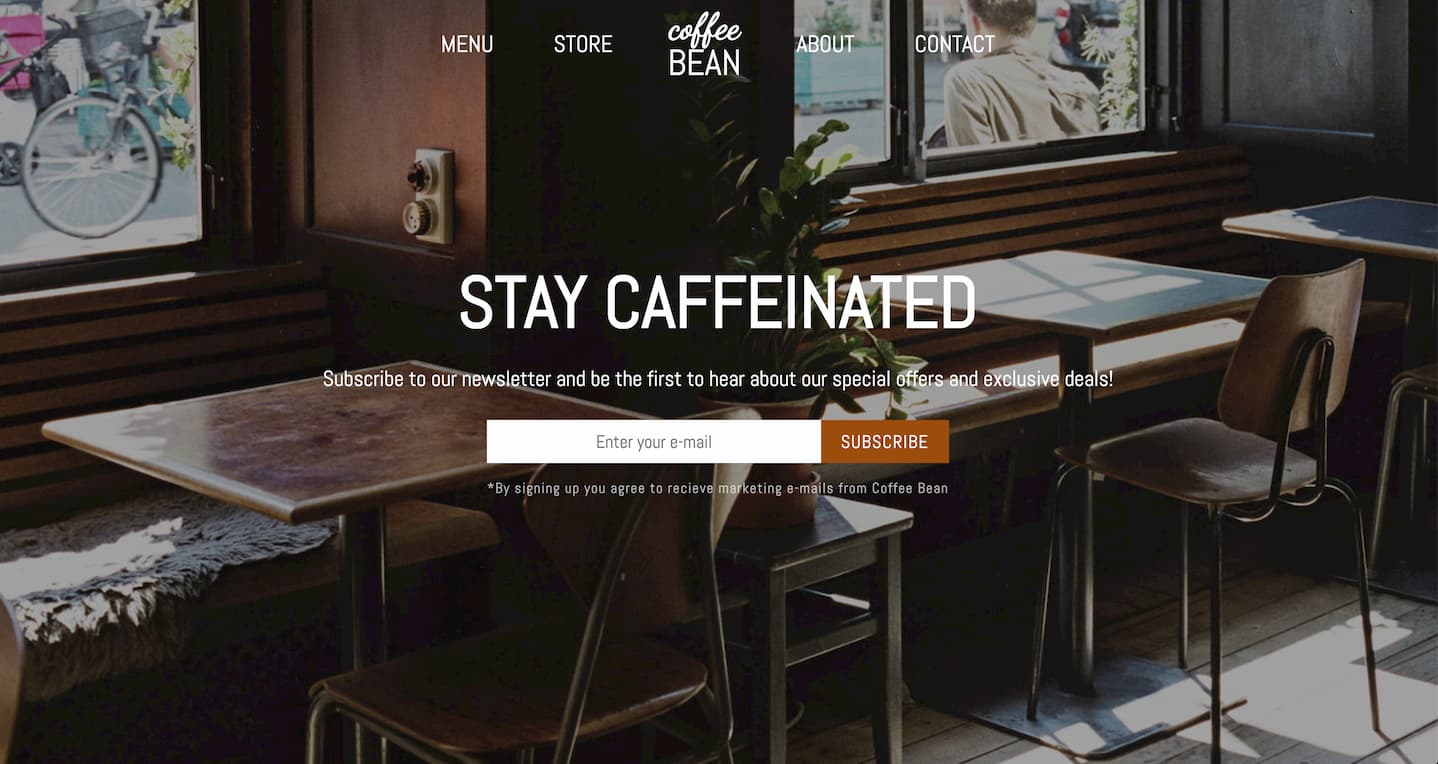 MENU
STORE
coffee
BEAN
ABOUT
CONTACT
STAY CAFFEINATED
Subscribe to our newsletter and be the first to hear about our special offers and exclusive deals!
Enter your e-mail
SUBSCRIBE
*By signing up you agree to recieve marketing e-mails from Coffee Bean